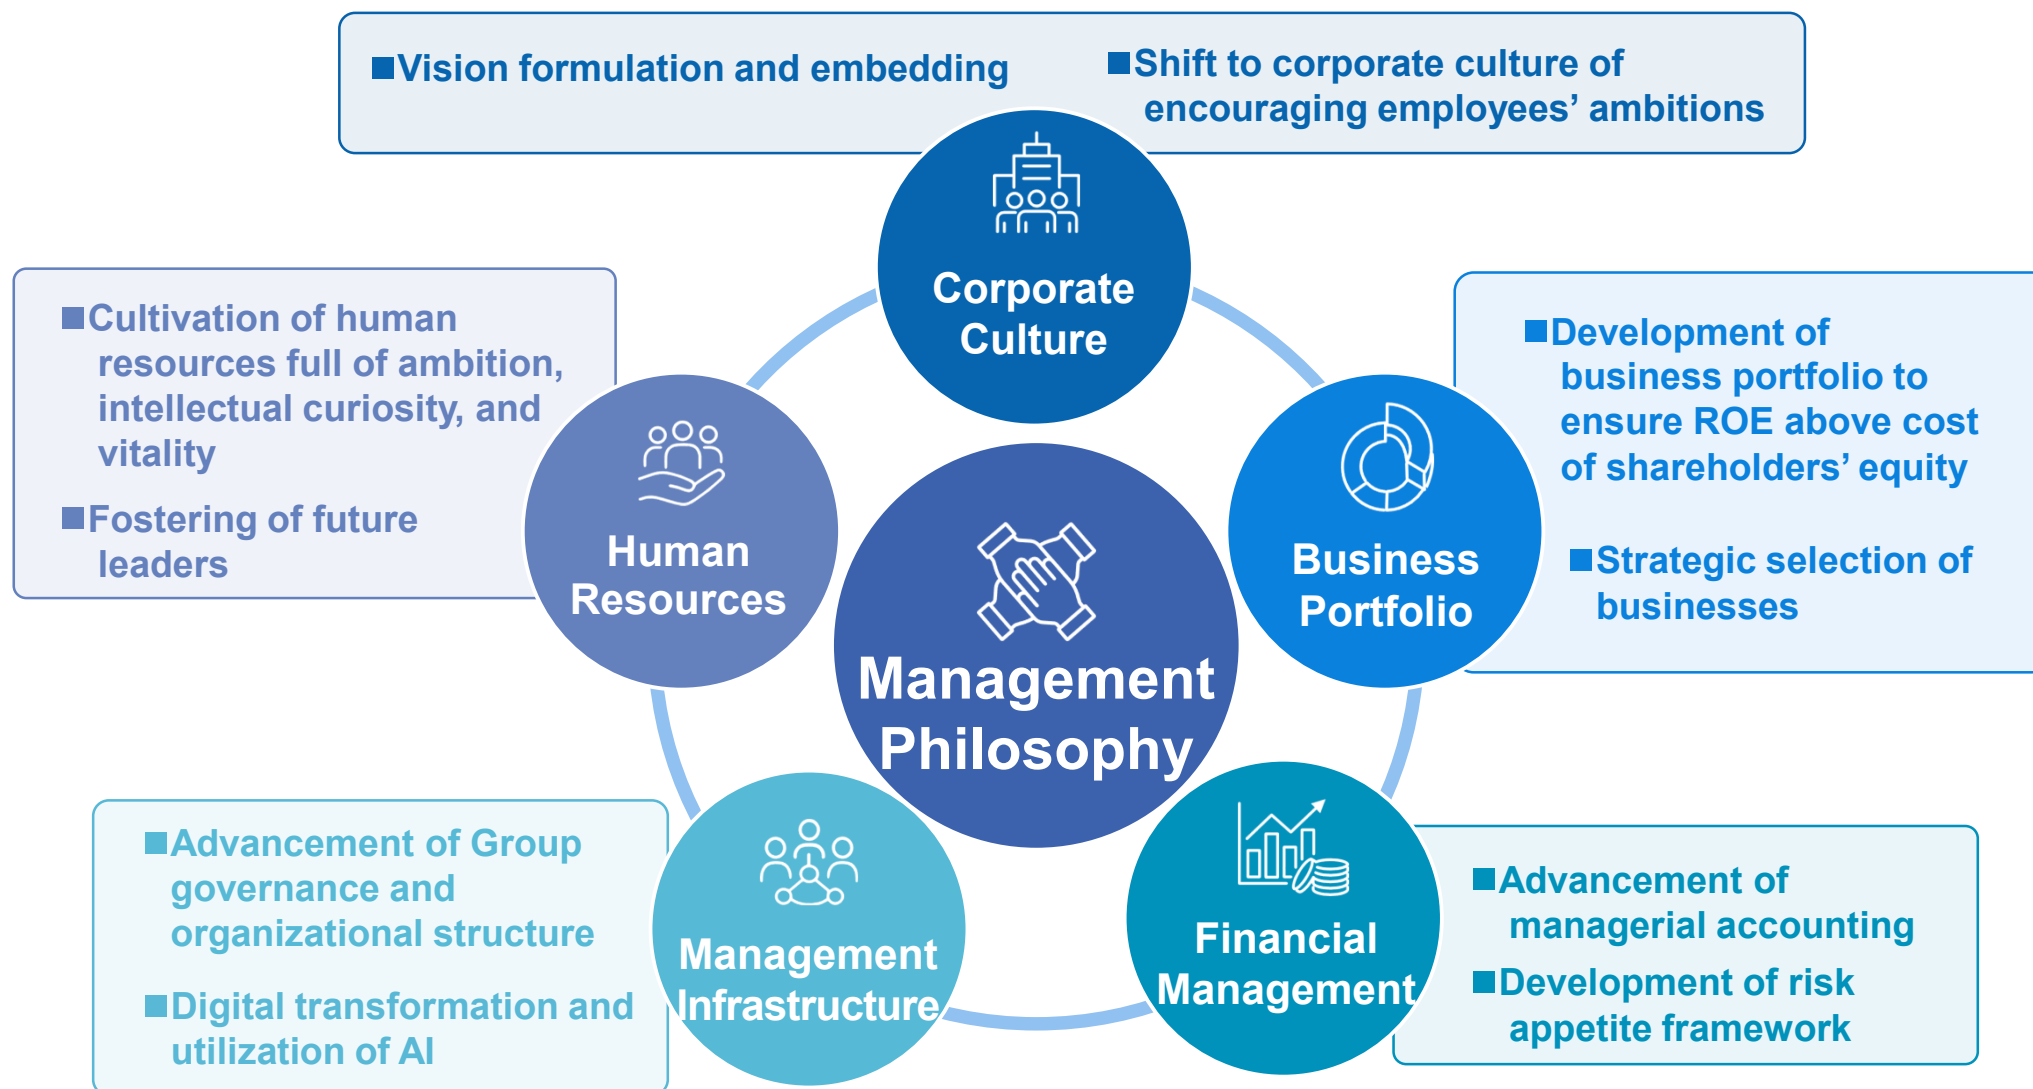 ■Vision formulation and embedding
■Shift to corporate culture of
encouraging employees’ ambitions
Corporate
Culture
■Cultivation of human
resources full of ambition,
intellectual curiosity, and
vitality
■Fostering of future
leaders
Human
Resources
■Development of
business portfolio to
ensure ROE above cost
of shareholders’ equity
■Strategic selection of
businesses
Business
Portfolio
Management
Philosophy
■Advancement of Group
governance and
organizational structure
■Digital transformation and
utilization of AI
Management
Infrastructure
Financial
Management
■Advancement of
managerial accounting
■Development of risk
appetite framework